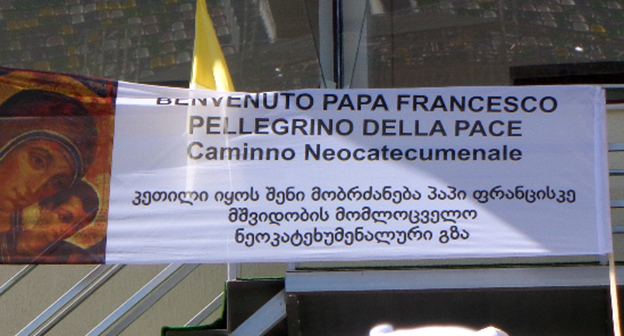 BENVENUTO PAPA FRANCESCO
PELLEGRINO DELLA PACE
Caminno Neocatecumenale
კეთილი იყოს შენი მობრძანება პაპი ფრანცისკე
მშვიდობის მომლოცველო
ნეოკატეხუმენალური გზა